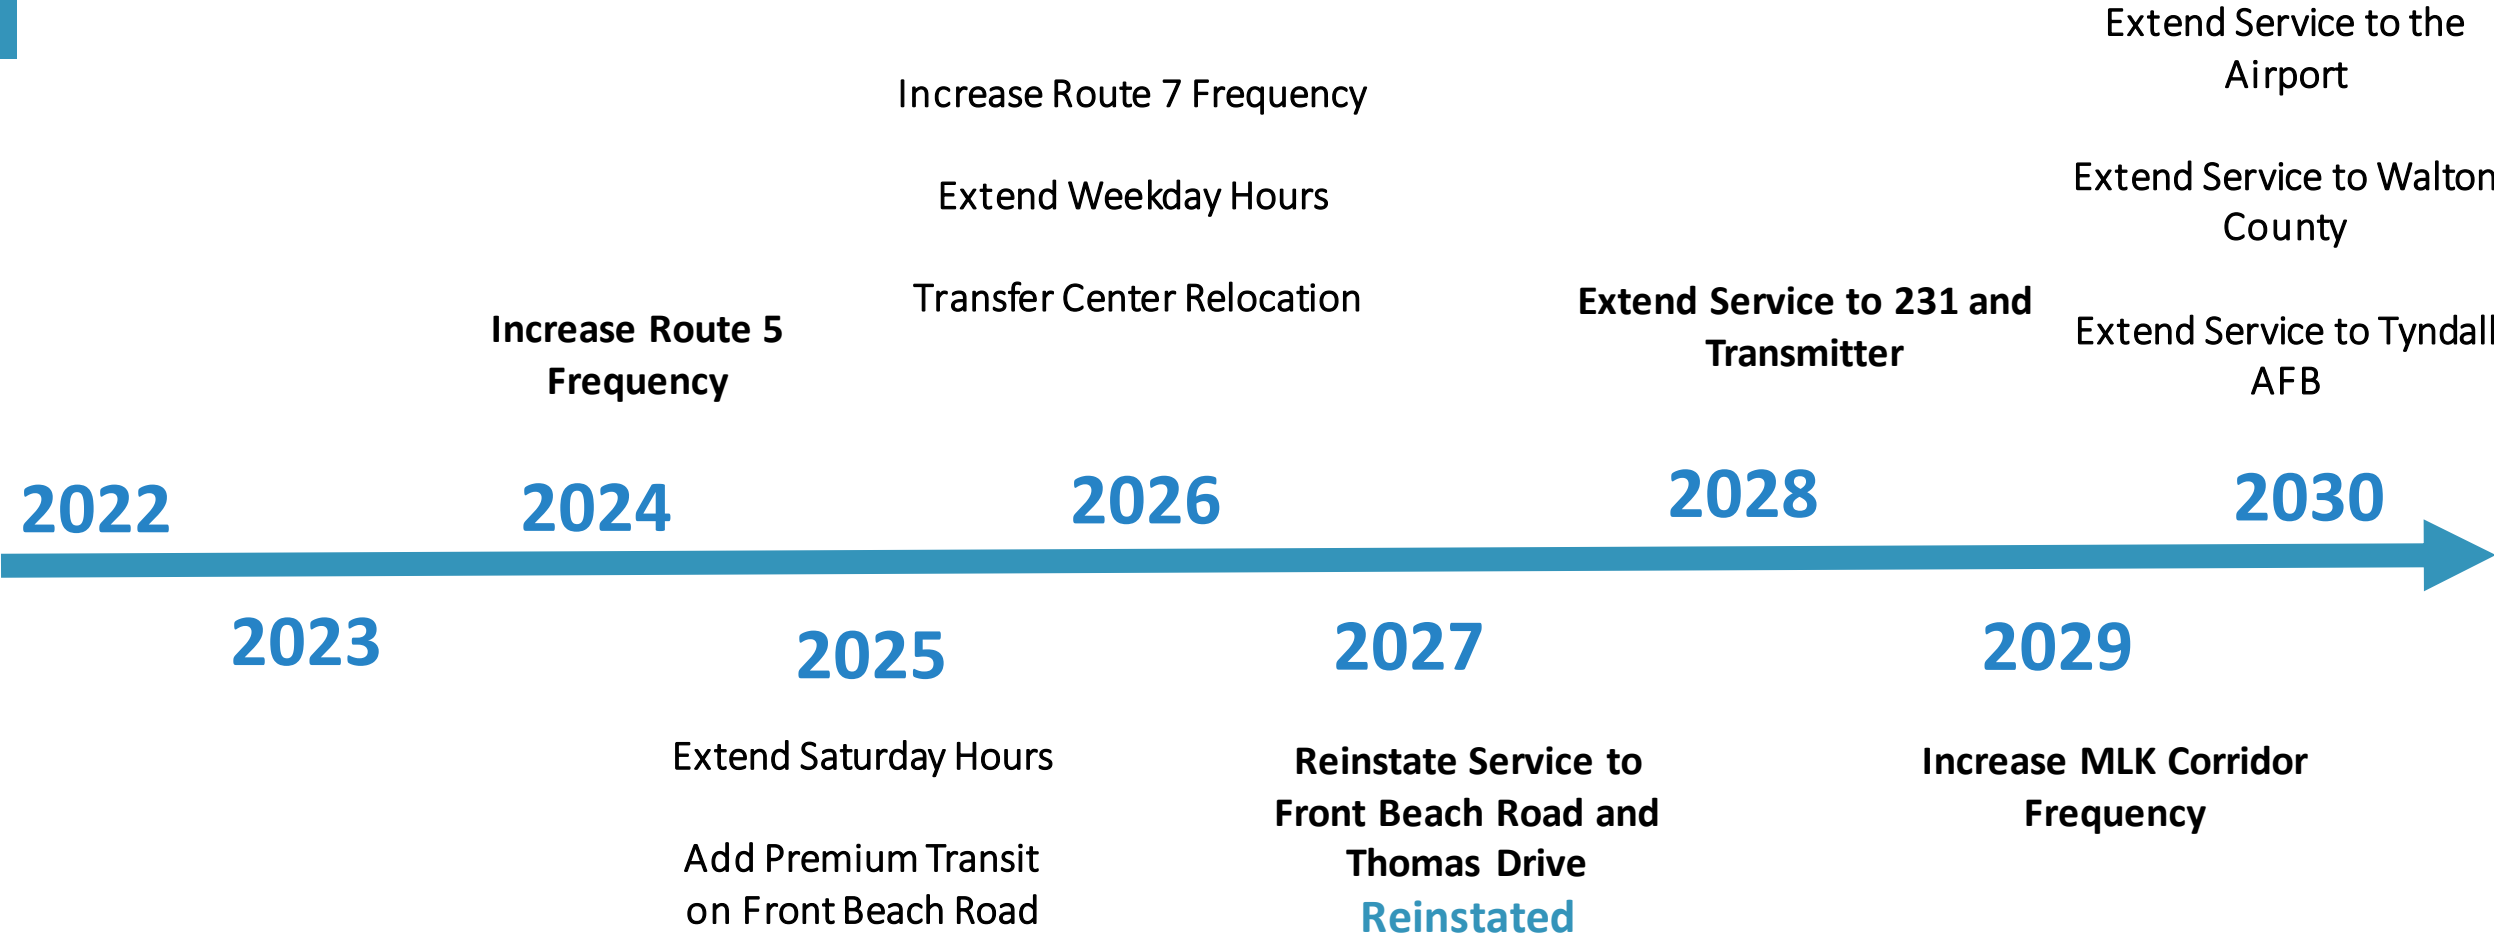 Increase Route 7 Frequency
Extend Weekday Hours
Transfer Center Relocation
Increase Route 5
Frequency
Extend Service to 231 and
Transmitter
Extend Service to the
Airport
Extend Service to Walton
County
Extend Service to Tyndall
AFB
2022
2024
2026
2028
2030
2023
2025
2027
2029
Extend Saturday Hours
Add Premium Transit
on Front Beach Road
Reinstate Service to
Front Beach Road and
Thomas Drive
Reinstated
Increase MLK Corridor
Frequency